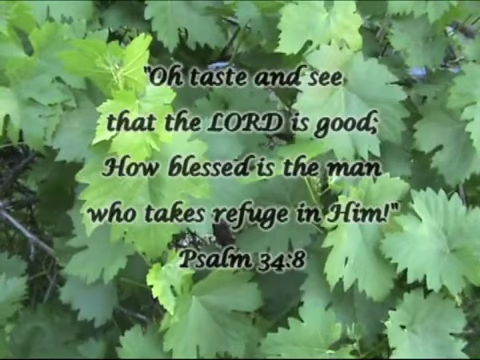 "Oh taste and see
that the LORD is good;
How blessed is the man
who takes refuge in Him!"
Psalm 34:8